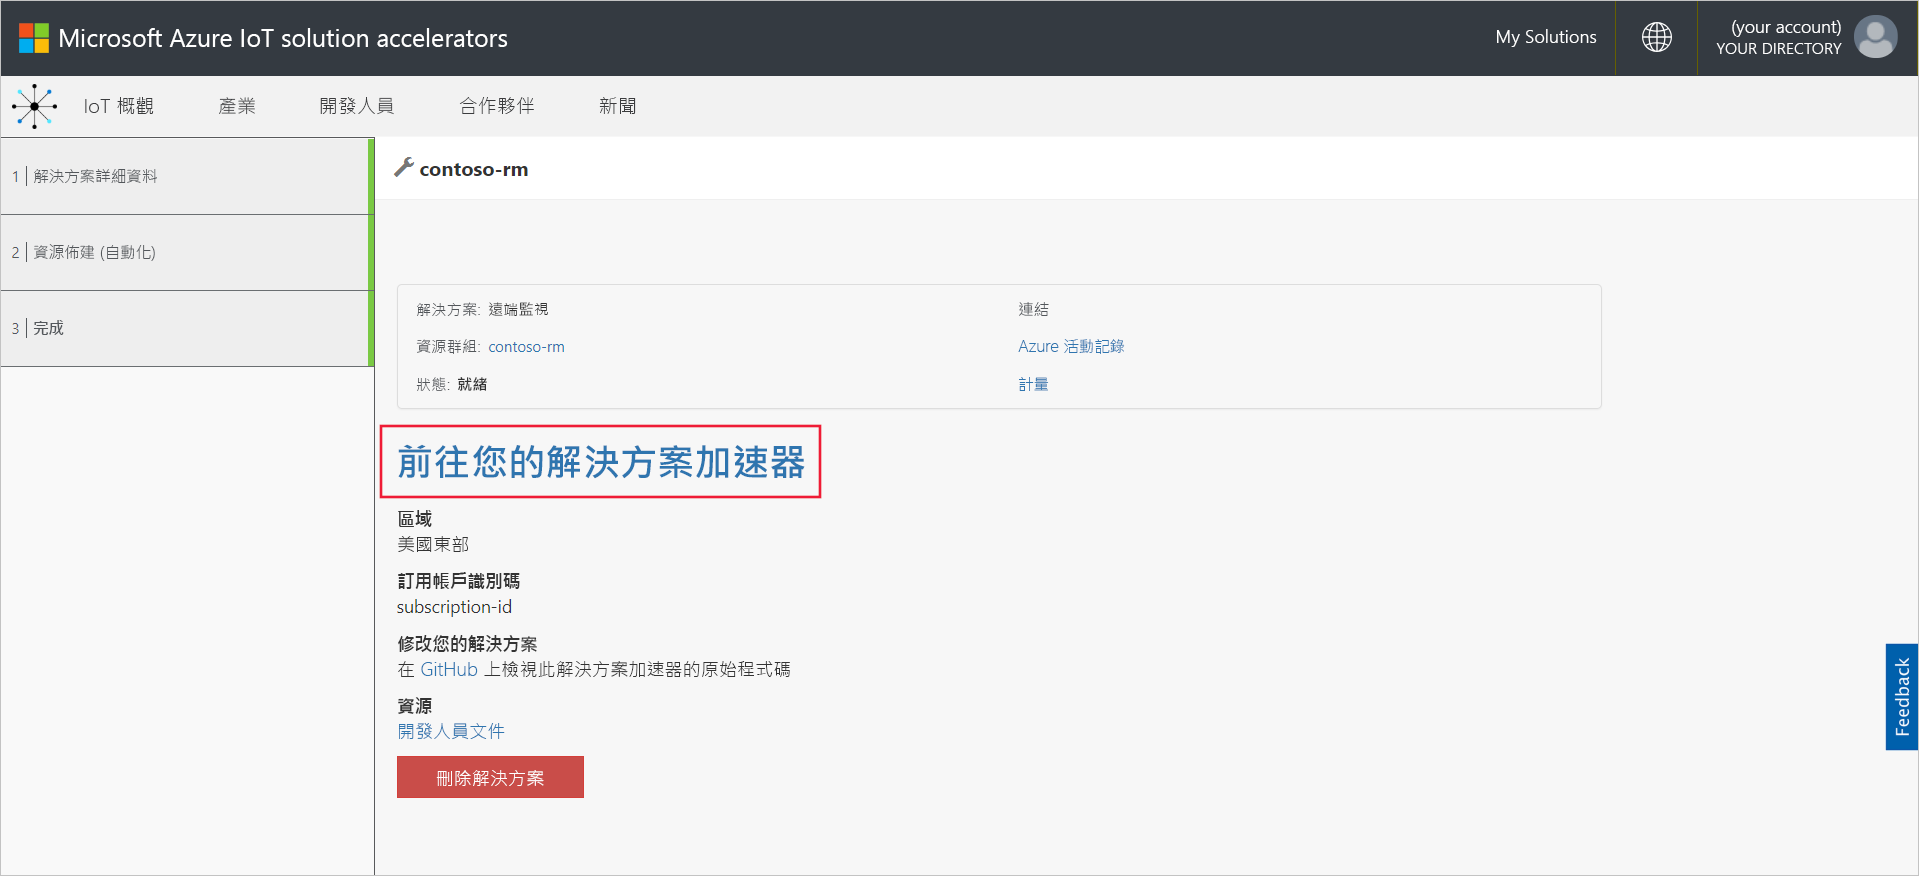 Microsoft Azure IoT solution accelerators
My Solutions
(your account)
YOUR DIRECTORY
IoT 概觀
產業
開發人員
合作夥伴
新聞
1 解決方案詳細資料
2 資源佈建 (自動化)
3 完成
contoso-rm
解決方案: 遠端監視
資源群組: contoso-rm
狀態: 就緒
連結
Azure 活動記錄
計量
前往您的解決方案加速器
區域
美國東部
訂用帳戶識別碼
subscription-id
修改您的解決方案
在 GitHub 上檢視此解決方案加速器的原始程式碼
資源
開發人員文件
刪除解決方案
Feedback